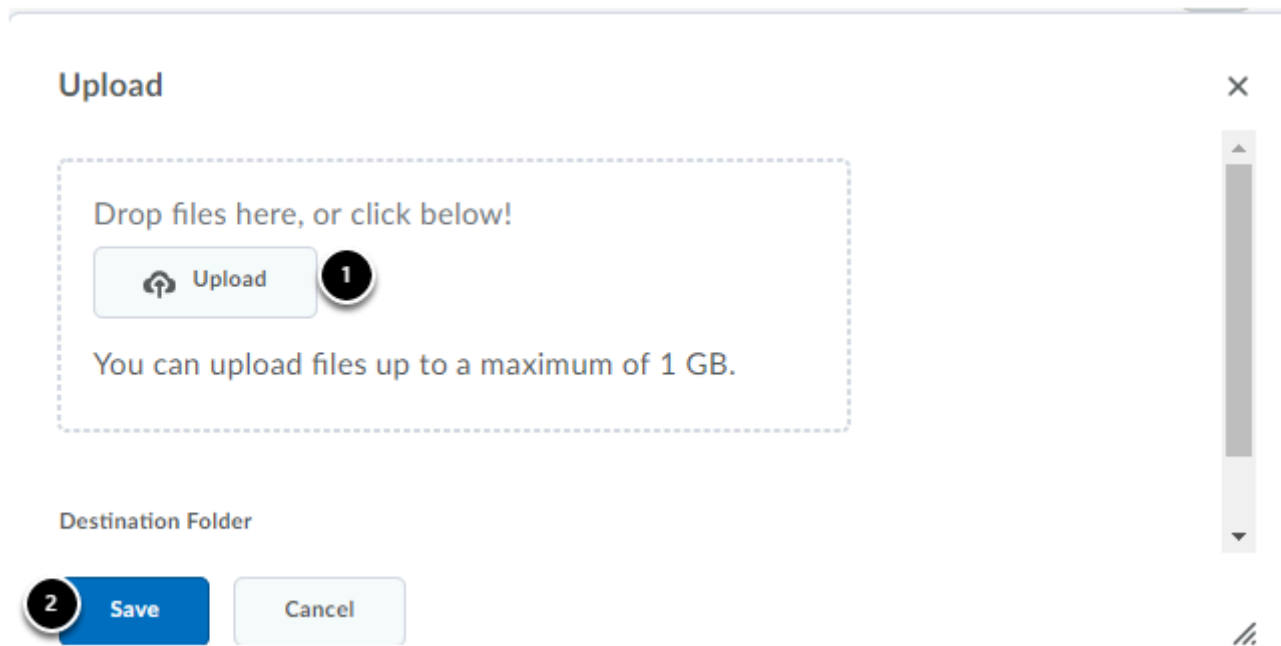 Upload
Drop files here, or click below!
Upload 1
You can upload files up to a maximum of 1 GB.
Destination Folder
2 Save Cancel